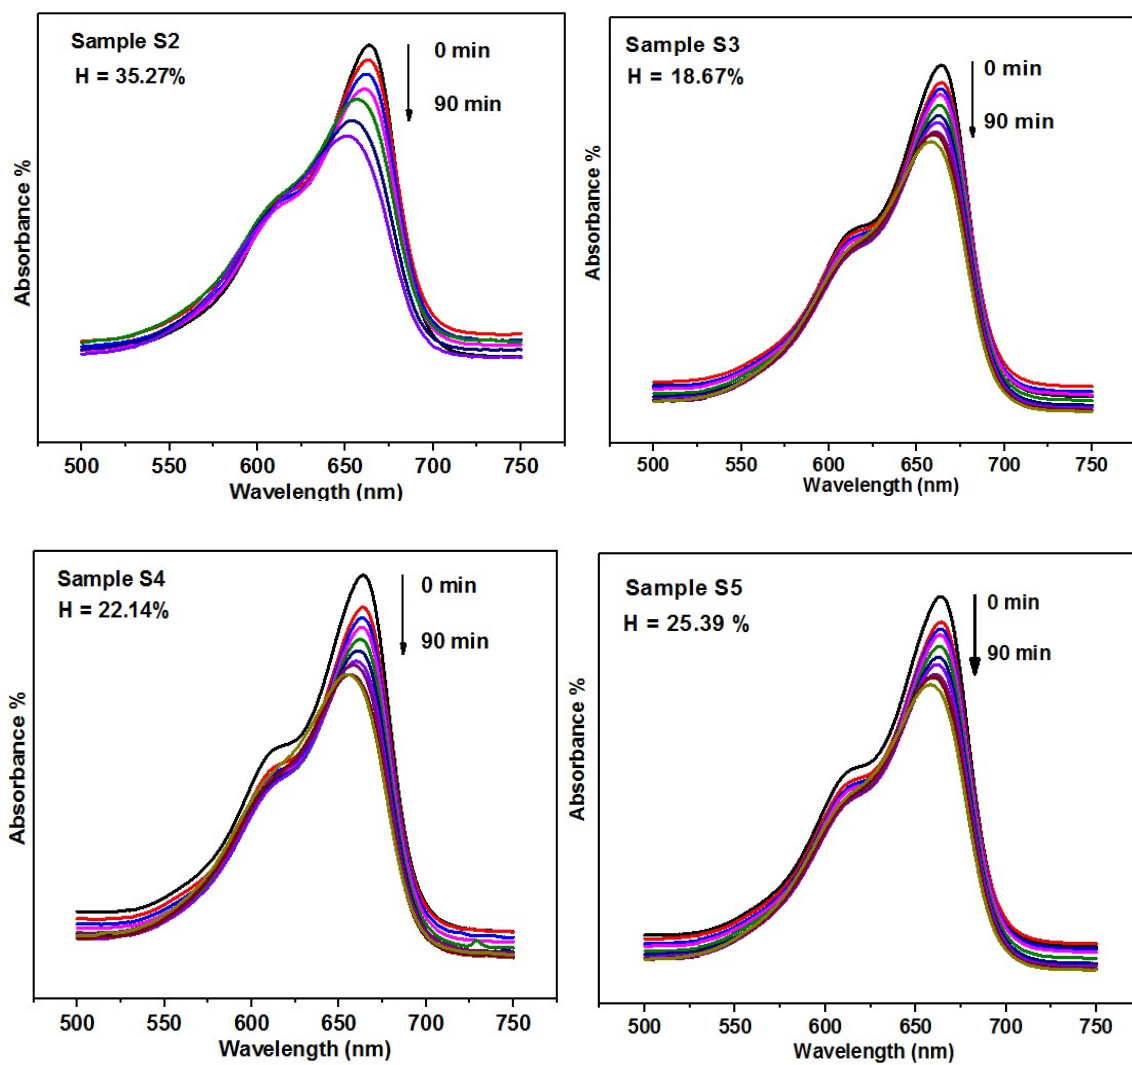 Sample S2
H = 35.27%
0 min
90 min
Absorbance %
500 550 600 650 700 750
Wavelength (nm)
Sample S3
H = 18.67%
0 min
90 min
Absorbance %
500 550 600 650 700 750
Wavelength (nm)
Sample S4
H = 22.14%
0 min
90 min
Absorbance %
500 550 600 650 700 750
Wavelength (nm)
Sample S5
H = 25.39 %
0 min
90 min
Absorbance %
500 550 600 650 700 750
Wavelength (nm)